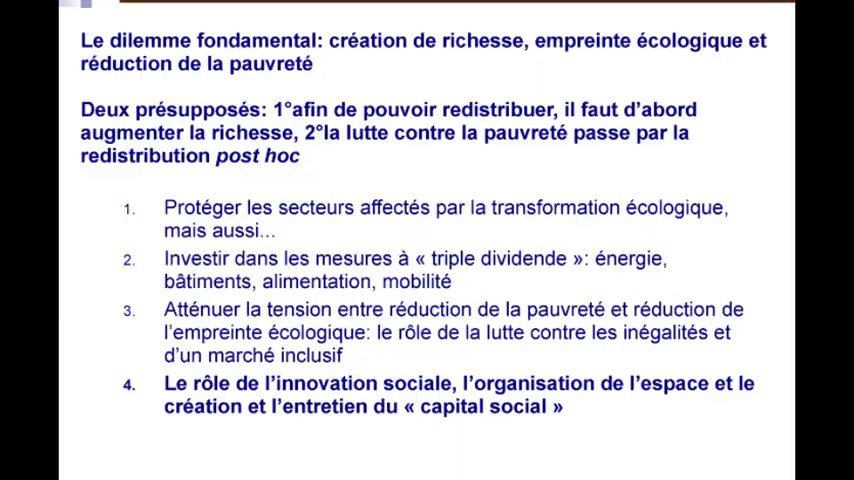 Le dilemme fondamental: création de richesse, empreinte écologique et
réduction de la pauvreté
Deux présupposés: 1°afin de pouvoir redistribuer, il faut d'abord
augmenter la richesse, 2°la lutte contre la pauvreté passe par la
redistribution post hoc
1. Protéger les secteurs affectés par la transformation écologique,
mais aussi...
2. Investir dans les mesures à « triple dividende »: énergie,
bâtiments, alimentation, mobilité
3. Atténuer la tension entre réduction de la pauvreté et réduction de
l'empreinte écologique: le rôle de la lutte contre les inégalités et
d'un marché inclusif
4. Le rôle de l'innovation sociale, l'organisation de l'espace et le
création et l'entretien du « capital social »